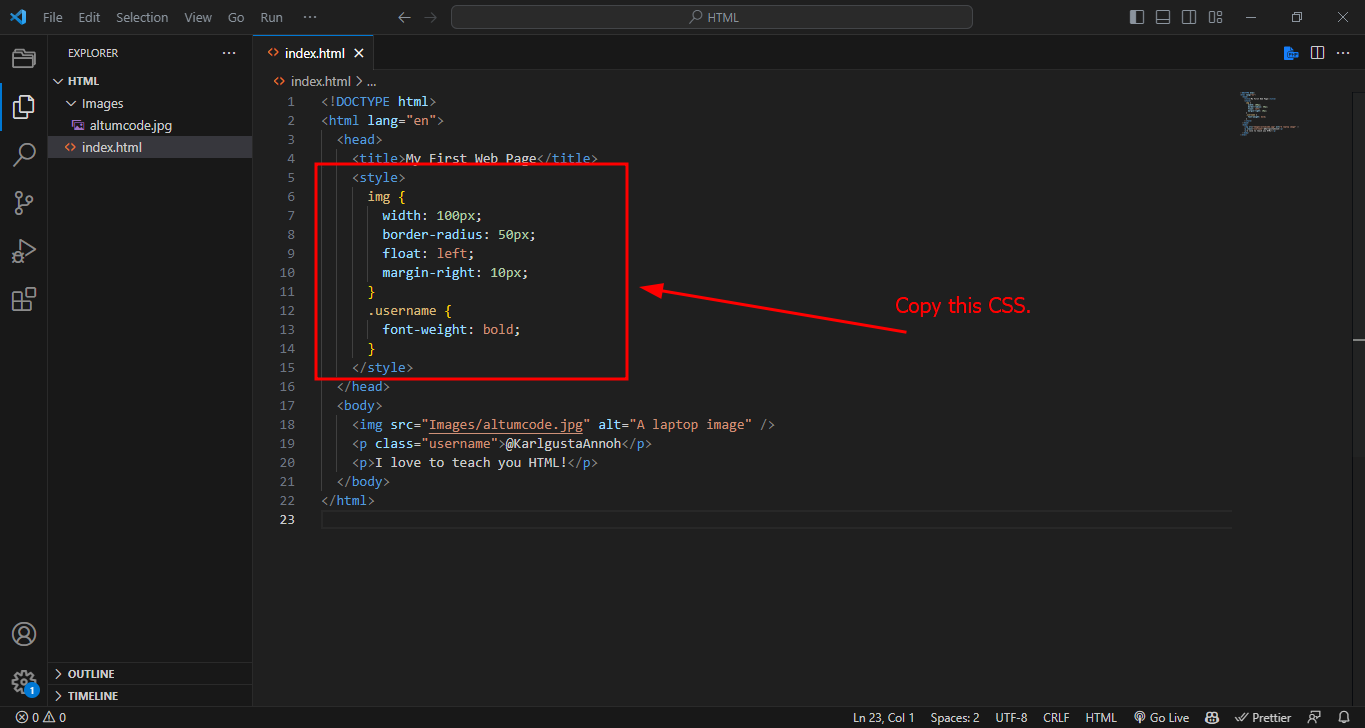 File Edit Selection View Go Run ··· HTML
EXPLORER ···
index.html
HTML
index.html > ...
Images
altumcode.jpg
index.html
1 <!DOCTYPE html>
2 <html lang="en">
3 <head>
4 <title>My First Web Page</title>
5 <style>
6 img {
7 width: 100px;
8 border-radius: 50px;
9 float: left;
10 margin-right: 10px;
11 }
12 .username {
13 font-weight: bold;
14 }
15 </style>
16 </head>
17 <body>
18 <img src="Images/altumcode.jpg" alt="A laptop image" />
19 <p class="username">@KarlgustaAnnoh</p>
20 <p>I love to teach you HTML!</p>
21 </body>
22 </html>
23
Copy this CSS.
OUTLINE
TIMELINE
1
0 0 Ln 23, Col 1 Spaces: 2 UTF-8 CRLF HTML Go Live Prettier